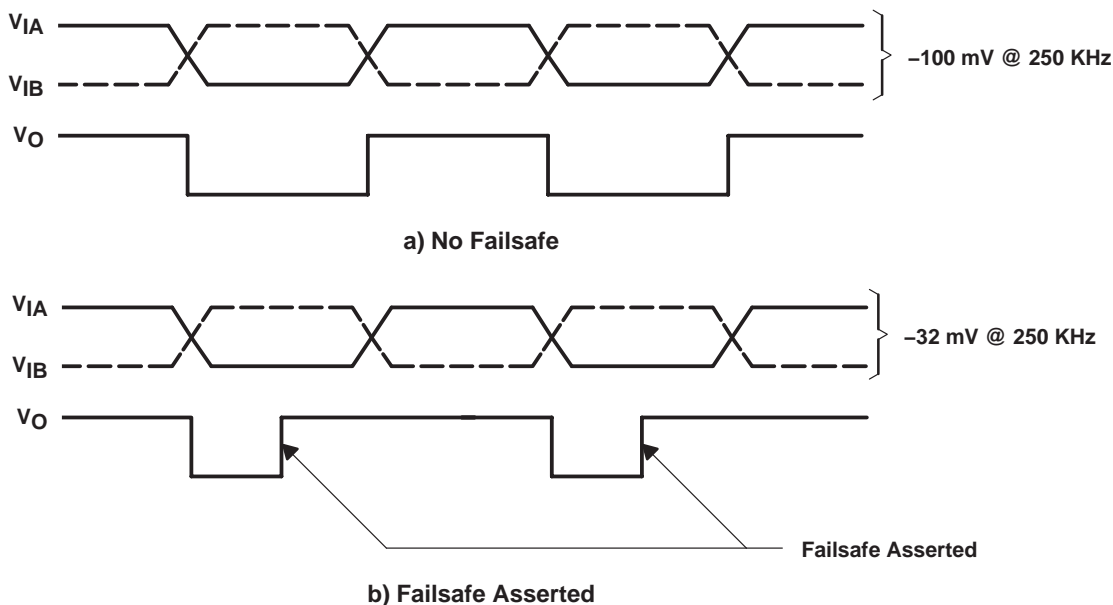 VIA
VIB
–100 mV @ 250 KHz
VO
a) No Failsafe
VIA
VIB
–32 mV @ 250 KHz
VO
Failsafe Asserted
b) Failsafe Asserted